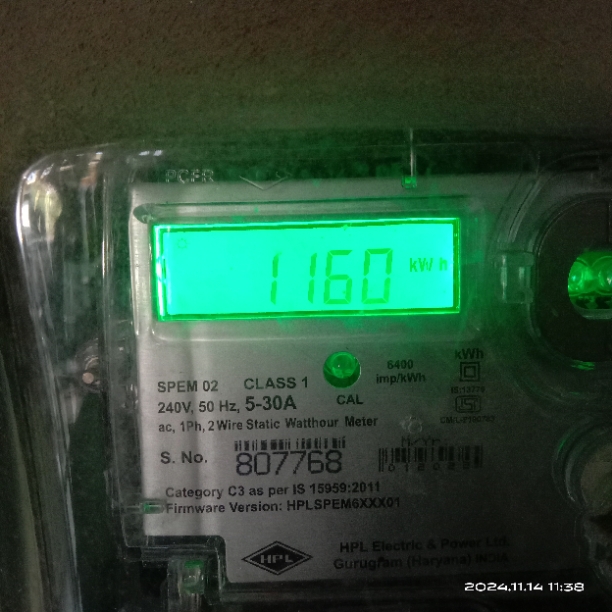 1160 kWh
6400
imp/kWh
kWh
SPEM 02 CLASS 1
240V, 50 Hz, 5-30A
CAL
ac, 1Ph, 2 Wire Static Watthour Meter
S. No. 807768
Category C3 as per IS 15959:2011
Firmware Version: HPLSPEM6XXX01
HPL
HPL Electric & Power Ltd.
Gurugram (Haryana) INDIA
2024.11.14 11:38